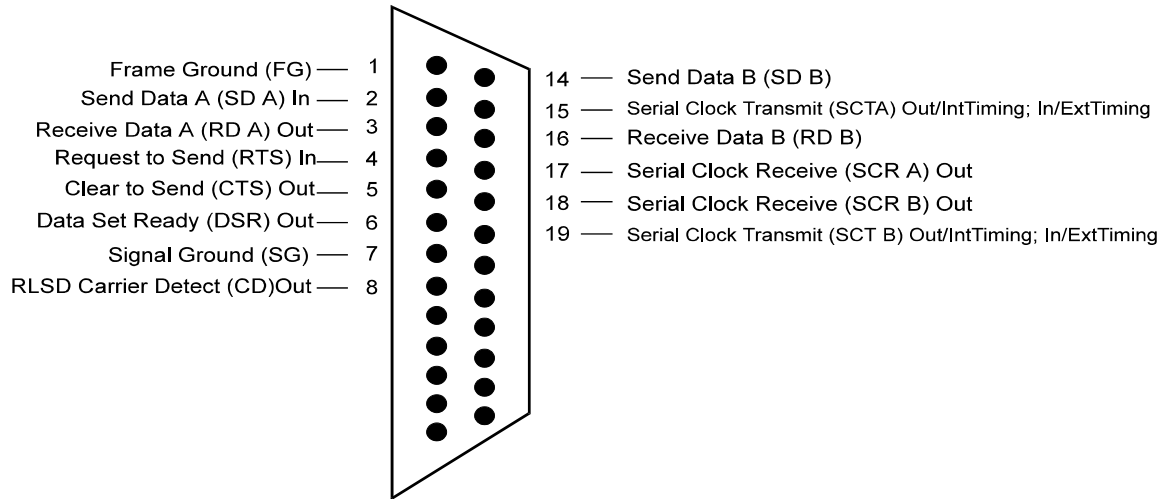 Frame Ground (FG) — 1
Send Data A (SD A) In — 2
Receive Data A (RD A) Out — 3
Request to Send (RTS) In — 4
Clear to Send (CTS) Out — 5
Data Set Ready (DSR) Out — 6
Signal Ground (SG) — 7
RLSD Carrier Detect (CD)Out — 8
14 — Send Data B (SD B)
15 — Serial Clock Transmit (SCTA) Out/IntTiming; In/ExtTiming
16 — Receive Data B (RD B)
17 — Serial Clock Receive (SCR A) Out
18 — Serial Clock Receive (SCR B) Out
19 — Serial Clock Transmit (SCT B) Out/IntTiming; In/ExtTiming